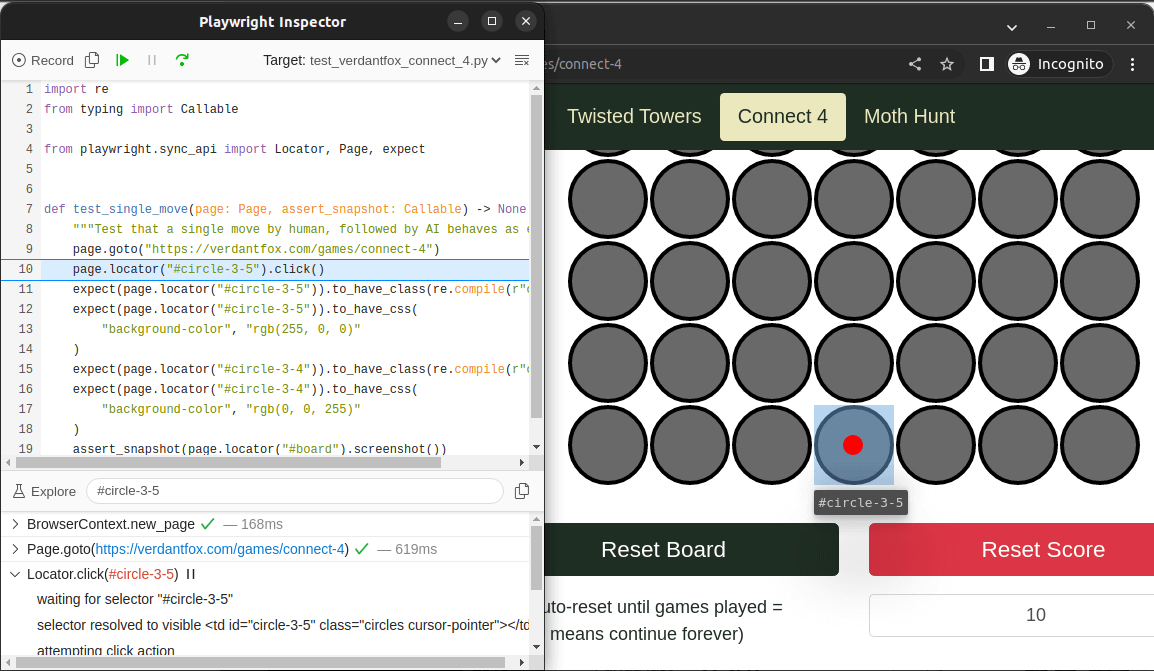 Playwright Inspector
Record
Target: test_verdantfox_connect_4.py
1 import re
2 from typing import Callable
3
4 from playwright.sync_api import Locator, Page, expect
5
6
7 def test_single_move(page: Page, assert_snapshot: Callable) -> None
8 """Test that a single move by human, followed by AI behaves as e
9 page.goto("https://verdantfox.com/games/connect-4")
10 page.locator("#circle-3-5").click()
11 expect(page.locator("#circle-3-5")).to_have_class(re.compile(r"c
12 expect(page.locator("#circle-3-5")).to_have_css(
13 "background-color", "rgb(255, 0, 0)"
14 )
15 expect(page.locator("#circle-3-4")).to_have_class(re.compile(r"c
16 expect(page.locator("#circle-3-4")).to_have_css(
17 "background-color", "rgb(0, 0, 255)"
18 )
19 assert_snapshot(page.locator("#board").screenshot())
Explore #circle-3-5
BrowserContext.new_page — 168ms
Page.goto(https://verdantfox.com/games/connect-4) — 619ms
Locator.click(#circle-3-5)
waiting for selector "#circle-3-5"
selector resolved to visible <td id="circle-3-5" class="circles cursor-pointer"></td
attempting click action
es/connect-4
Incognito
Twisted Towers Connect 4 Moth Hunt
#circle-3-5
Reset Board Reset Score
uto-reset until games played =
means continue forever)
10